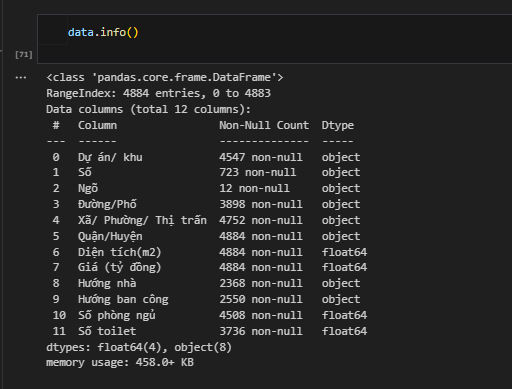 data.info()
[71]
...
<class 'pandas.core.frame.DataFrame'>
RangeIndex: 4884 entries, 0 to 4883
Data columns (total 12 columns):
 #   Column                 Non-Null Count  Dtype
---  ------                 --------------  -----
 0   Dự án/ khu             4547 non-null   object
 1   Số                     723 non-null    object
 2   Ngõ                    12 non-null     object
 3   Đường/Phố              3898 non-null   object
 4   Xã/ Phường/ Thị trấn   4752 non-null   object
 5   Quận/Huyện             4884 non-null   object
 6   Diện tích(m2)          4884 non-null   float64
 7   Giá (tỷ đồng)          4884 non-null   float64
 8   Hướng nhà              2368 non-null   object
 9   Hướng ban công         2550 non-null   object
 10  Số phòng ngủ           4508 non-null   float64
 11  Số toilet              3736 non-null   float64
dtypes: float64(4), object(8)
memory usage: 458.0+ KB